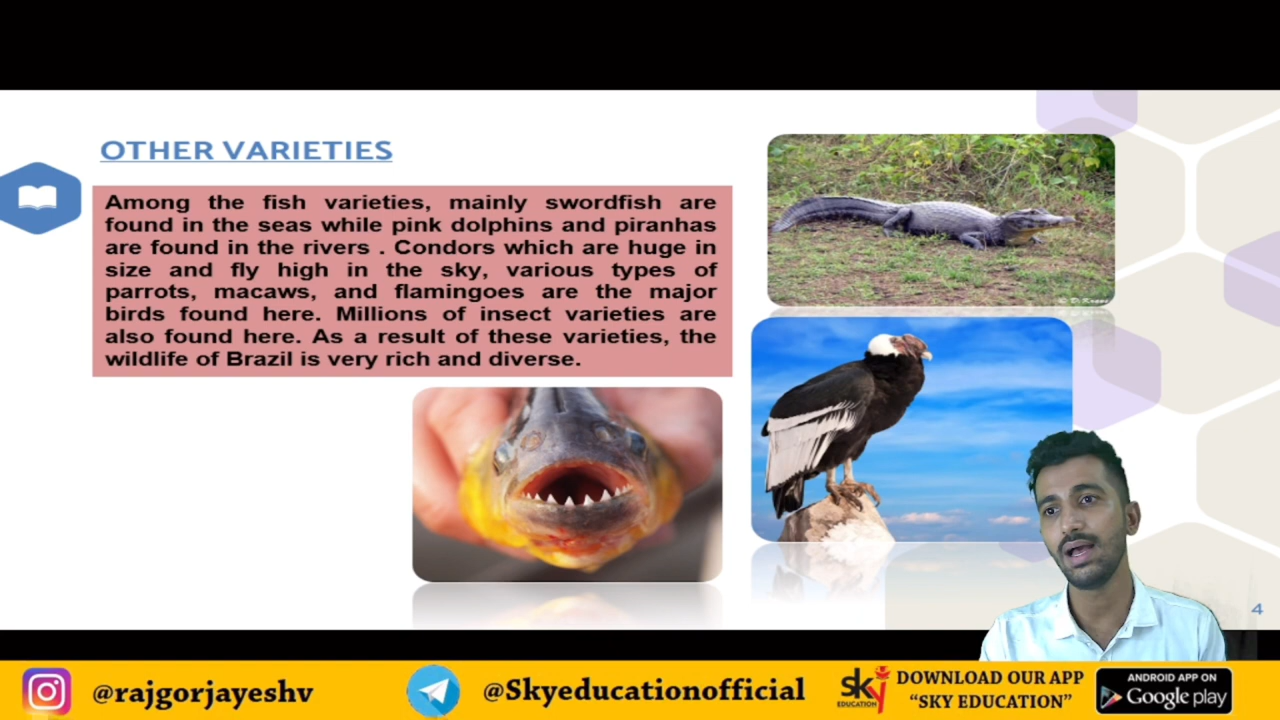 OTHER VARIETIES
Among the fish varieties, mainly swordfish are
found in the seas while pink dolphins and piranhas
are found in the rivers . Condors which are huge in
size and fly high in the sky, various types of
parrots, macaws, and flamingoes are the major
birds found here. Millions of insect varieties are
also found here. As a result of these varieties, the
wildlife of Brazil is very rich and diverse.
4
@rajgorjayeshv
@Skyeducationofficial
sky
EDUCATION
DOWNLOAD OUR APP
“SKY EDUCATION”
ANDROID APP ON
Google play